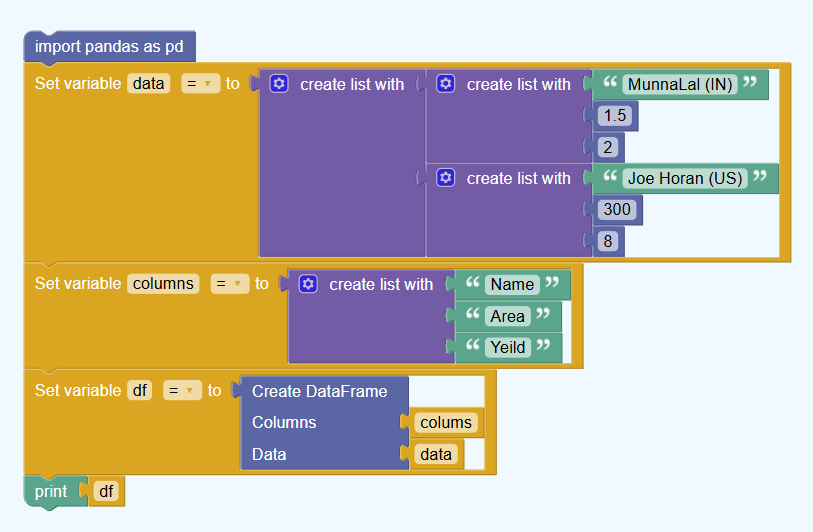 import pandas as pd
Set variable data = to create list with create list with “ MunnaLal (IN) ”
1.5
2
create list with “ Joe Horan (US) ”
300
8
Set variable columns = to create list with “ Name ”
“ Area ”
“ Yeild ”
Set variable df = to Create DataFrame
Columns colums
Data data
print df